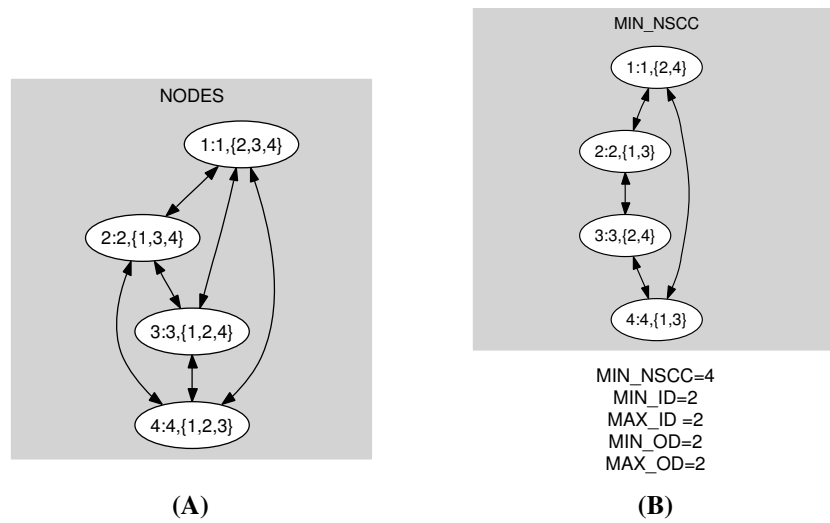 NODES
1:1,{2,3,4}
2:2,{1,3,4}
3:3,{1,2,4}
4:4,{1,2,3}
(A)
MIN_NSCC
1:1,{2,4}
2:2,{1,3}
3:3,{2,4}
4:4,{1,3}
MIN_NSCC=4
MIN_ID=2
MAX_ID =2
MIN_OD=2
MAX_OD=2
(B)